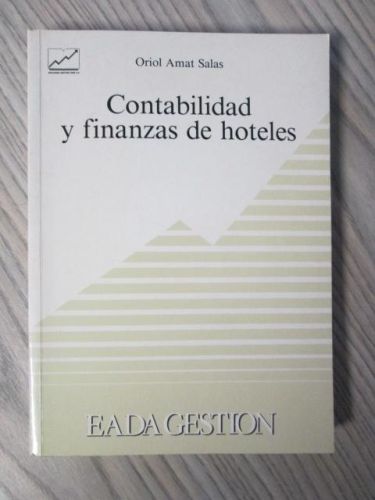 Oriol Amat Salas
Contabilidad
y finanzas de hoteles
EADA GESTION